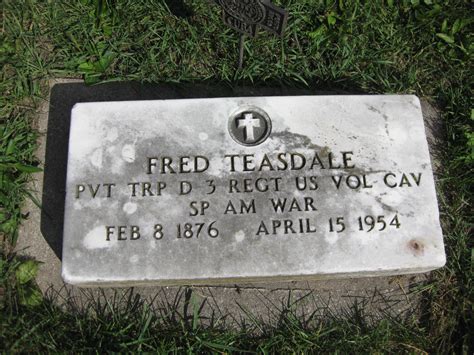 FRED TEASDALE
PVT TRP D 3 REGT US VOL CAV
SP AM WAR
FEB 8 1876 APRIL 15 1954